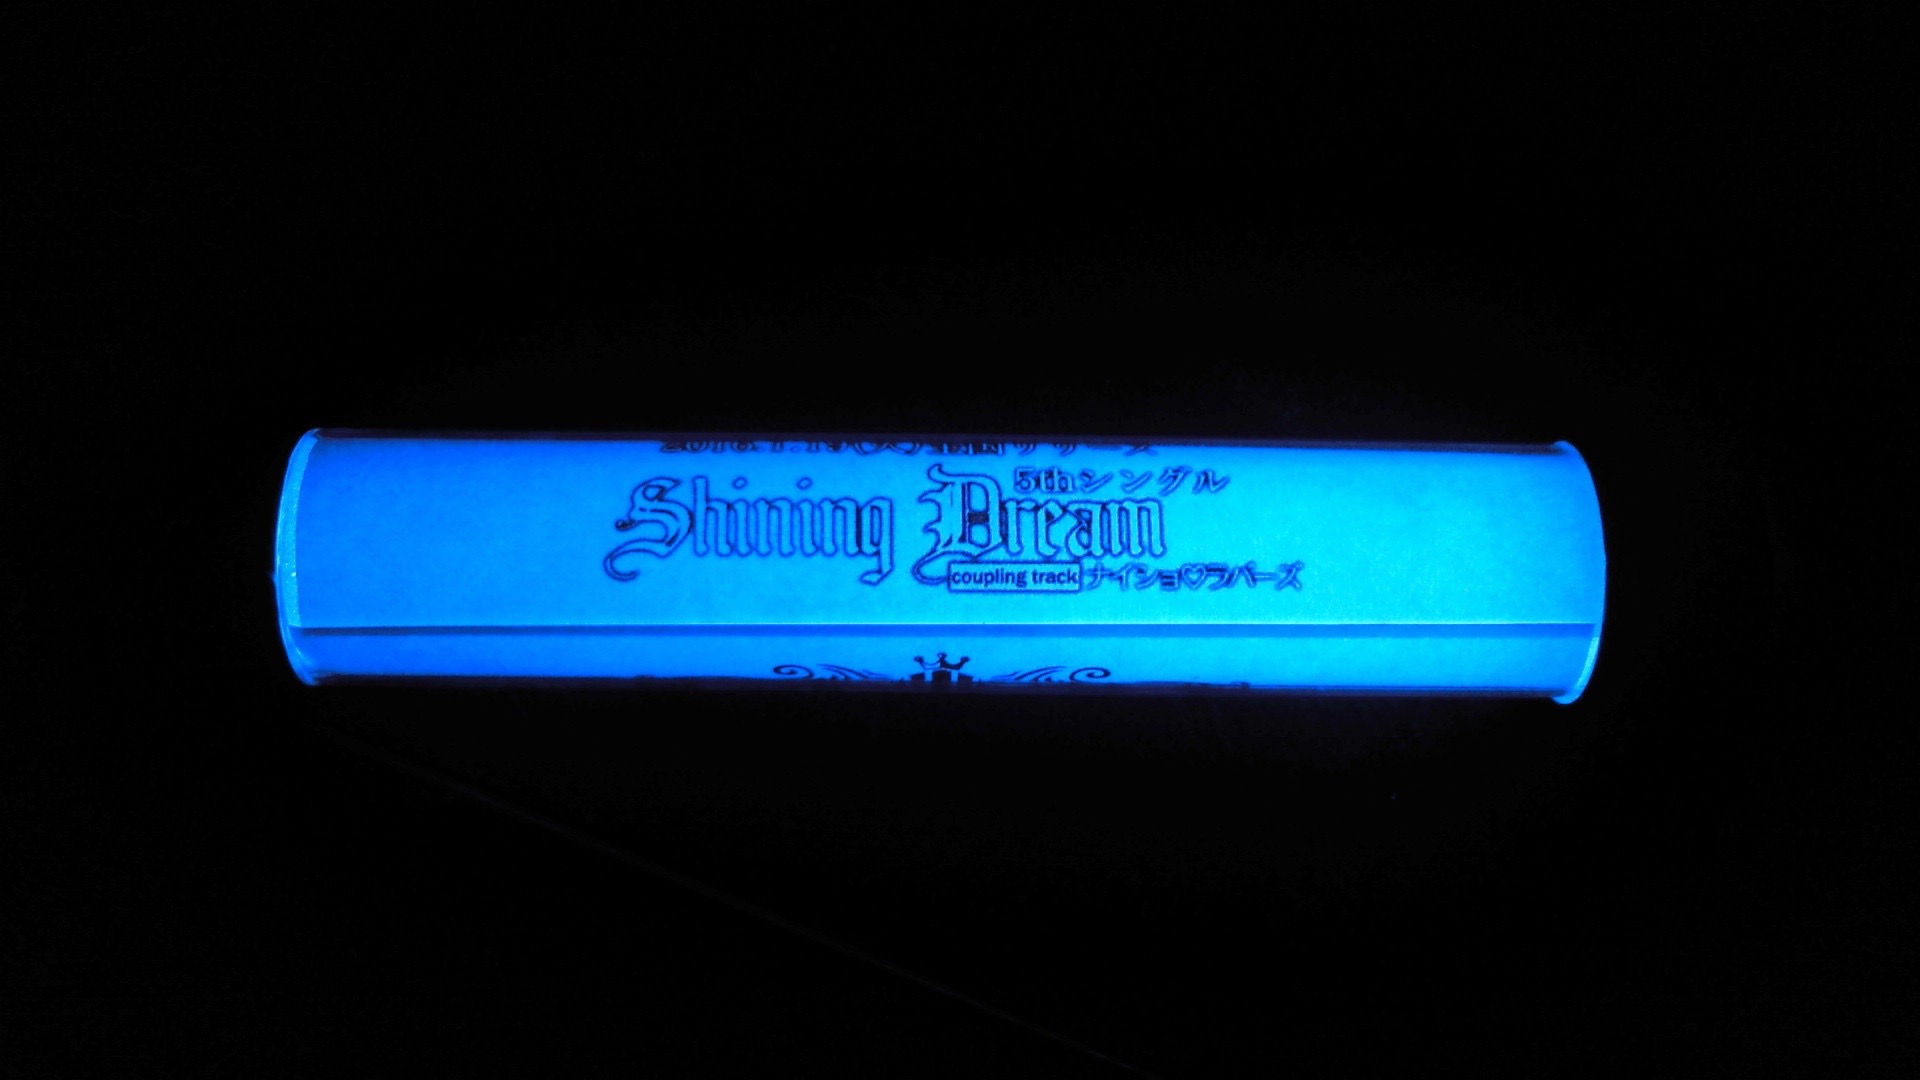 5thシングル
Shining Dream
coupling track ナイショ♡ラバーズ